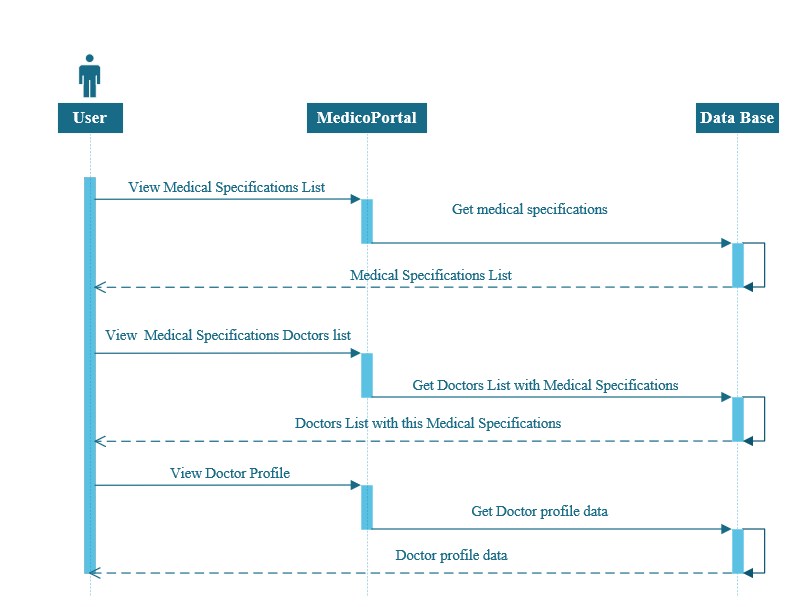 User
MedicoPortal
Data Base
View Medical Specifications List
Get medical specifications
Medical Specifications List
View  Medical Specifications Doctors list
Get Doctors List with Medical Specifications
Doctors List with this Medical Specifications
View Doctor Profile
Get Doctor profile data
Doctor profile data